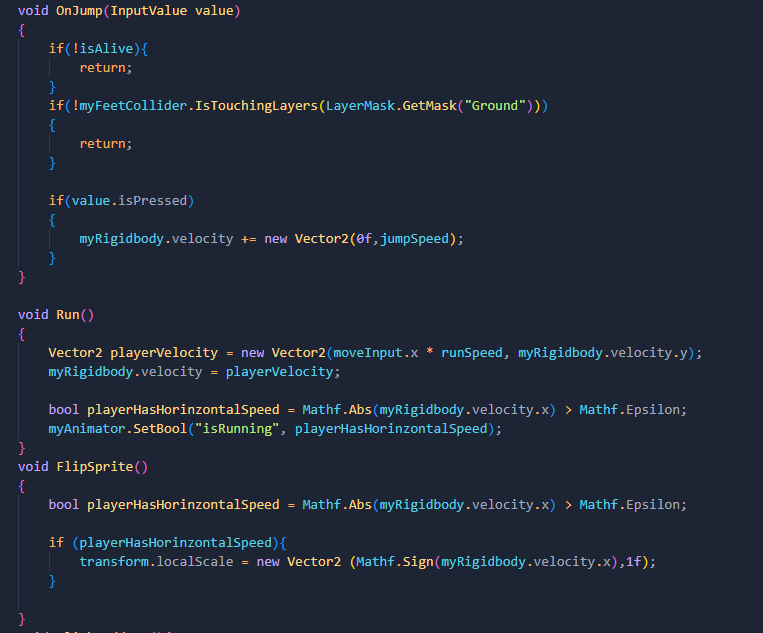 void OnJump(InputValue value)
{
if(!isAlive){
return;
}
if(!myFeetCollider.IsTouchingLayers(LayerMask.GetMask("Ground")))
{
return;
}
if(value.isPressed)
{
myRigidbody.velocity += new Vector2(0f,jumpSpeed);
}
}
void Run()
{
Vector2 playerVelocity = new Vector2(moveInput.x * runSpeed, myRigidbody.velocity.y);
myRigidbody.velocity = playerVelocity;
bool playerHasHorinzontalSpeed = Mathf.Abs(myRigidbody.velocity.x) > Mathf.Epsilon;
myAnimator.SetBool("isRunning", playerHasHorinzontalSpeed);
}
void FlipSprite()
{
bool playerHasHorinzontalSpeed = Mathf.Abs(myRigidbody.velocity.x) > Mathf.Epsilon;
if (playerHasHorinzontalSpeed){
transform.localScale = new Vector2 (Mathf.Sign(myRigidbody.velocity.x),1f);
}
}